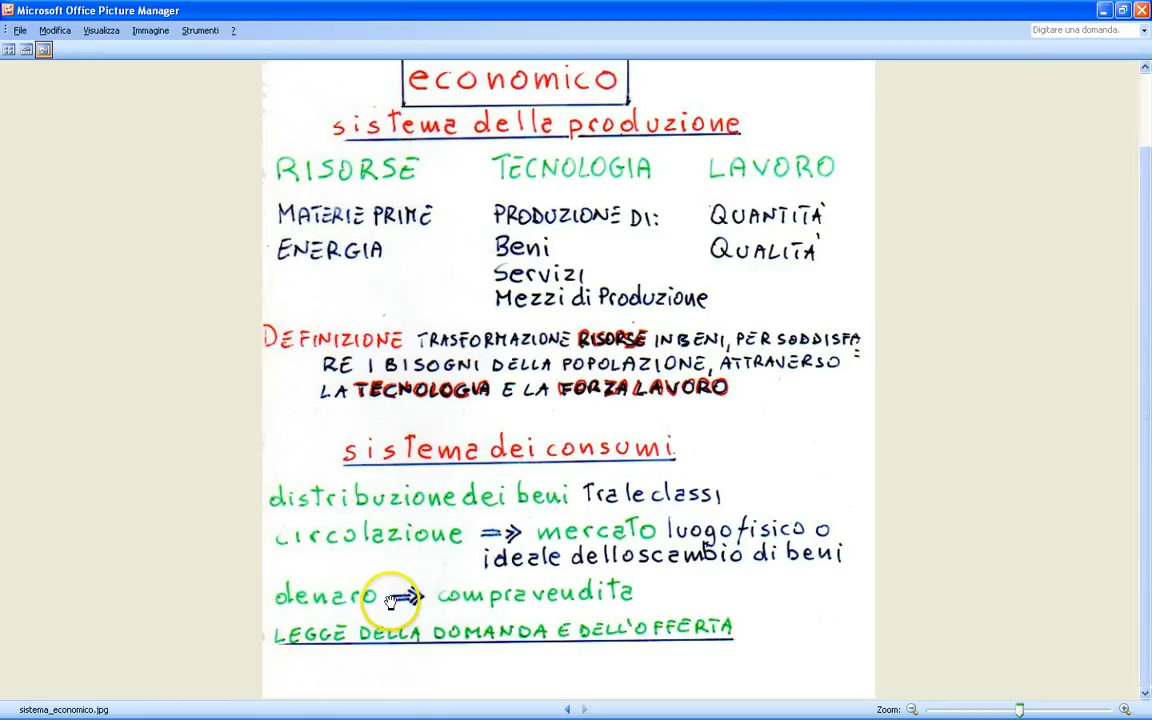 Microsoft Office Picture Manager
File Modifica Visualizza Immagine Strumenti ?
Digitare una domanda.
economico
sistema della produzione
RISORSE TECNOLOGIA LAVORO
MATERIE PRIME PRODUZIONE DI: QUANTITÀ
ENERGIA Beni QUALITÀ
Servizi
Mezzi di Produzione
DEFINIZIONE TRASFORMAZIONE RISORSE IN BENI, PER SODDISFA
RE I BISOGNI DELLA POPOLAZIONE, ATTRAVERSO
LA TECNOLOGIA E LA FORZA LAVORO
sistema dei consumi
distribuzione dei beni Tra le classi
circolazione => mercato luogo fisico o
ideale dello scambio di beni
denaro => compravendita
LEGGE DELLA DOMANDA E DELL'OFFERTA
sistema_economico.jpg
Zoom: